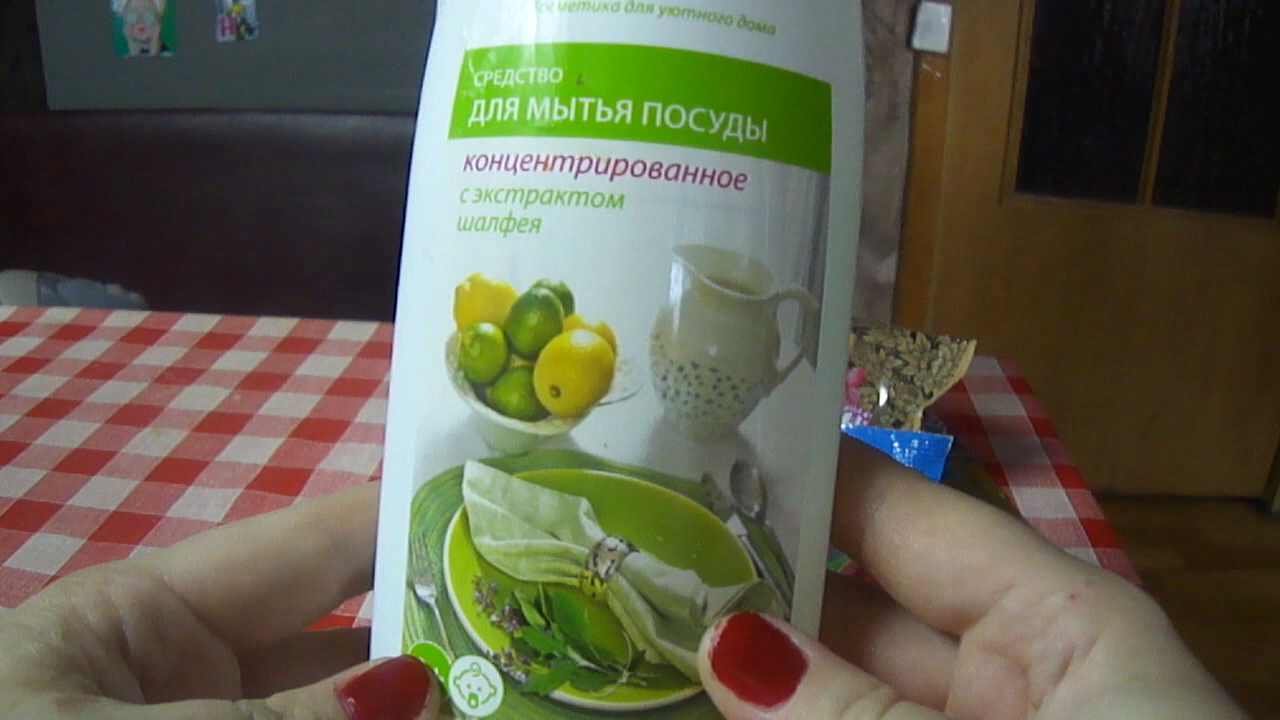 Косметика для уютного дома
СРЕДСТВО
ДЛЯ МЫТЬЯ ПОСУДЫ
концентрированное
с экстрактом
шалфея